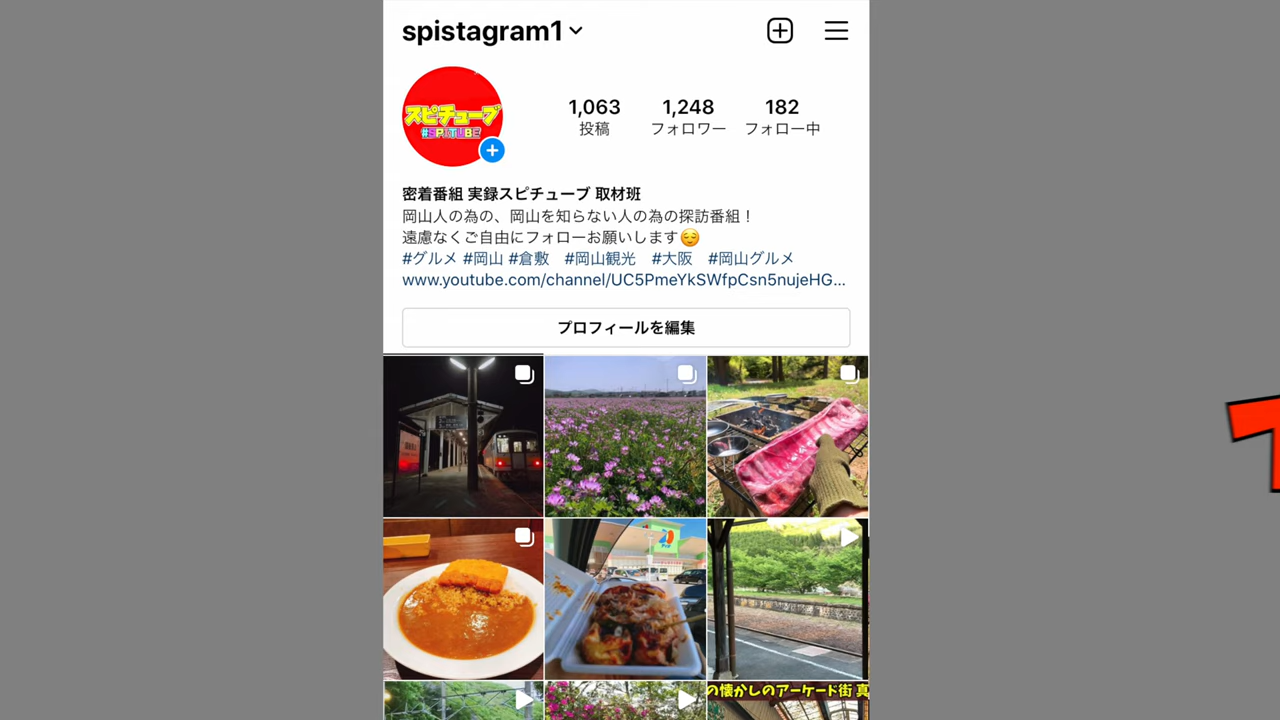 spistagram1
スピチューブ
#SPITUBE
1,063
投稿
1,248
フォロワー
182
フォロー中
密着番組 実録スピチューブ 取材班
岡山人の為の、岡山を知らない人の為の探訪番組！
遠慮なくご自由にフォローお願いします😌
#グルメ #岡山 #倉敷　#岡山観光　#大阪　#岡山グルメ
www.youtube.com/channel/UC5PmeYkSWfpCsn5nujeHG...
プロフィールを編集
の懐かしのアーケード街 真